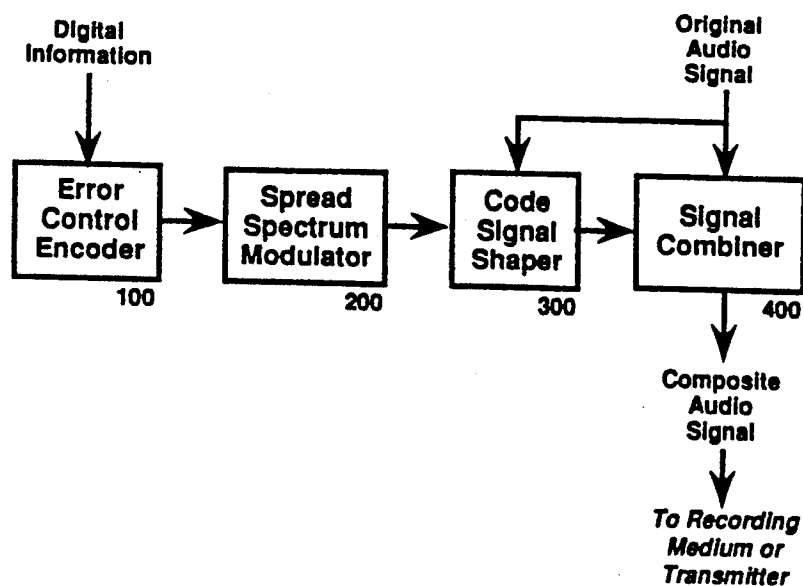 Digital
Information
Original
Audio
Signal
Error
Control
Encoder
100
Spread
Spectrum
Modulator
200
Code
Signal
Shaper
300
Signal
Combiner
400
Composite
Audio
Signal
To Recording
Medium or
Transmitter